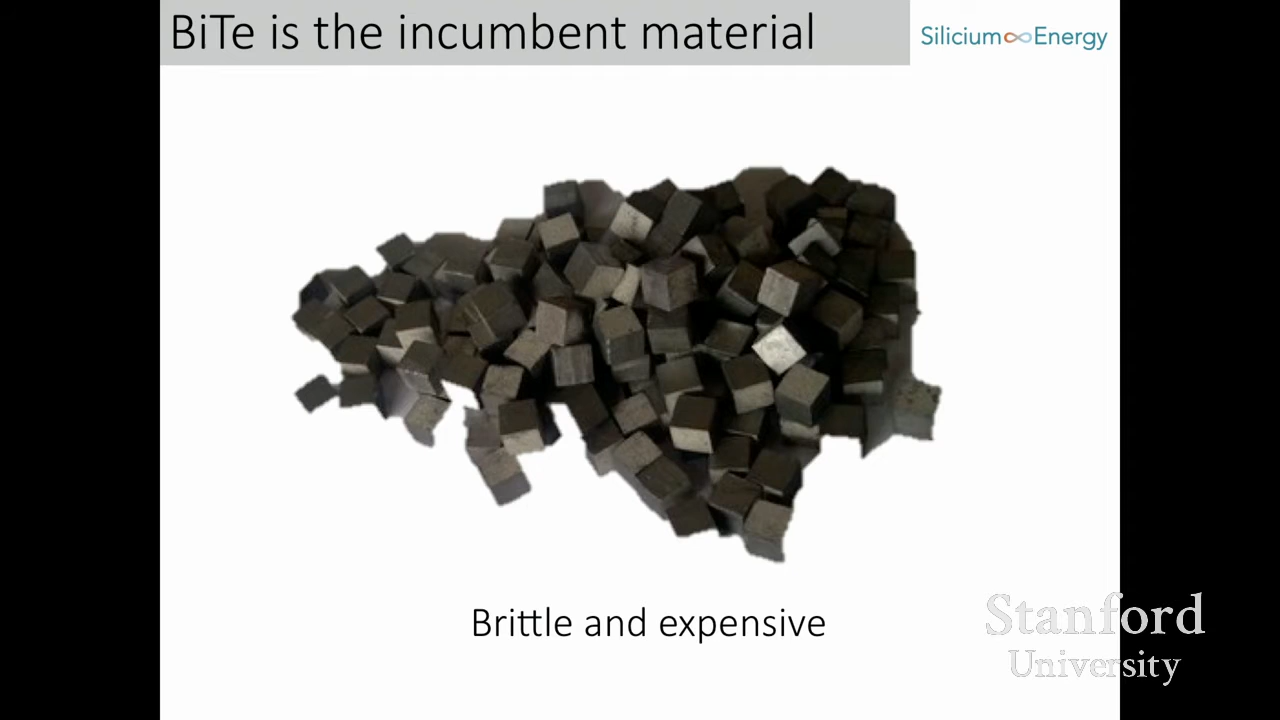 BiTe is the incumbent material
Silicium Energy
Brittle and expensive
Stanford
University